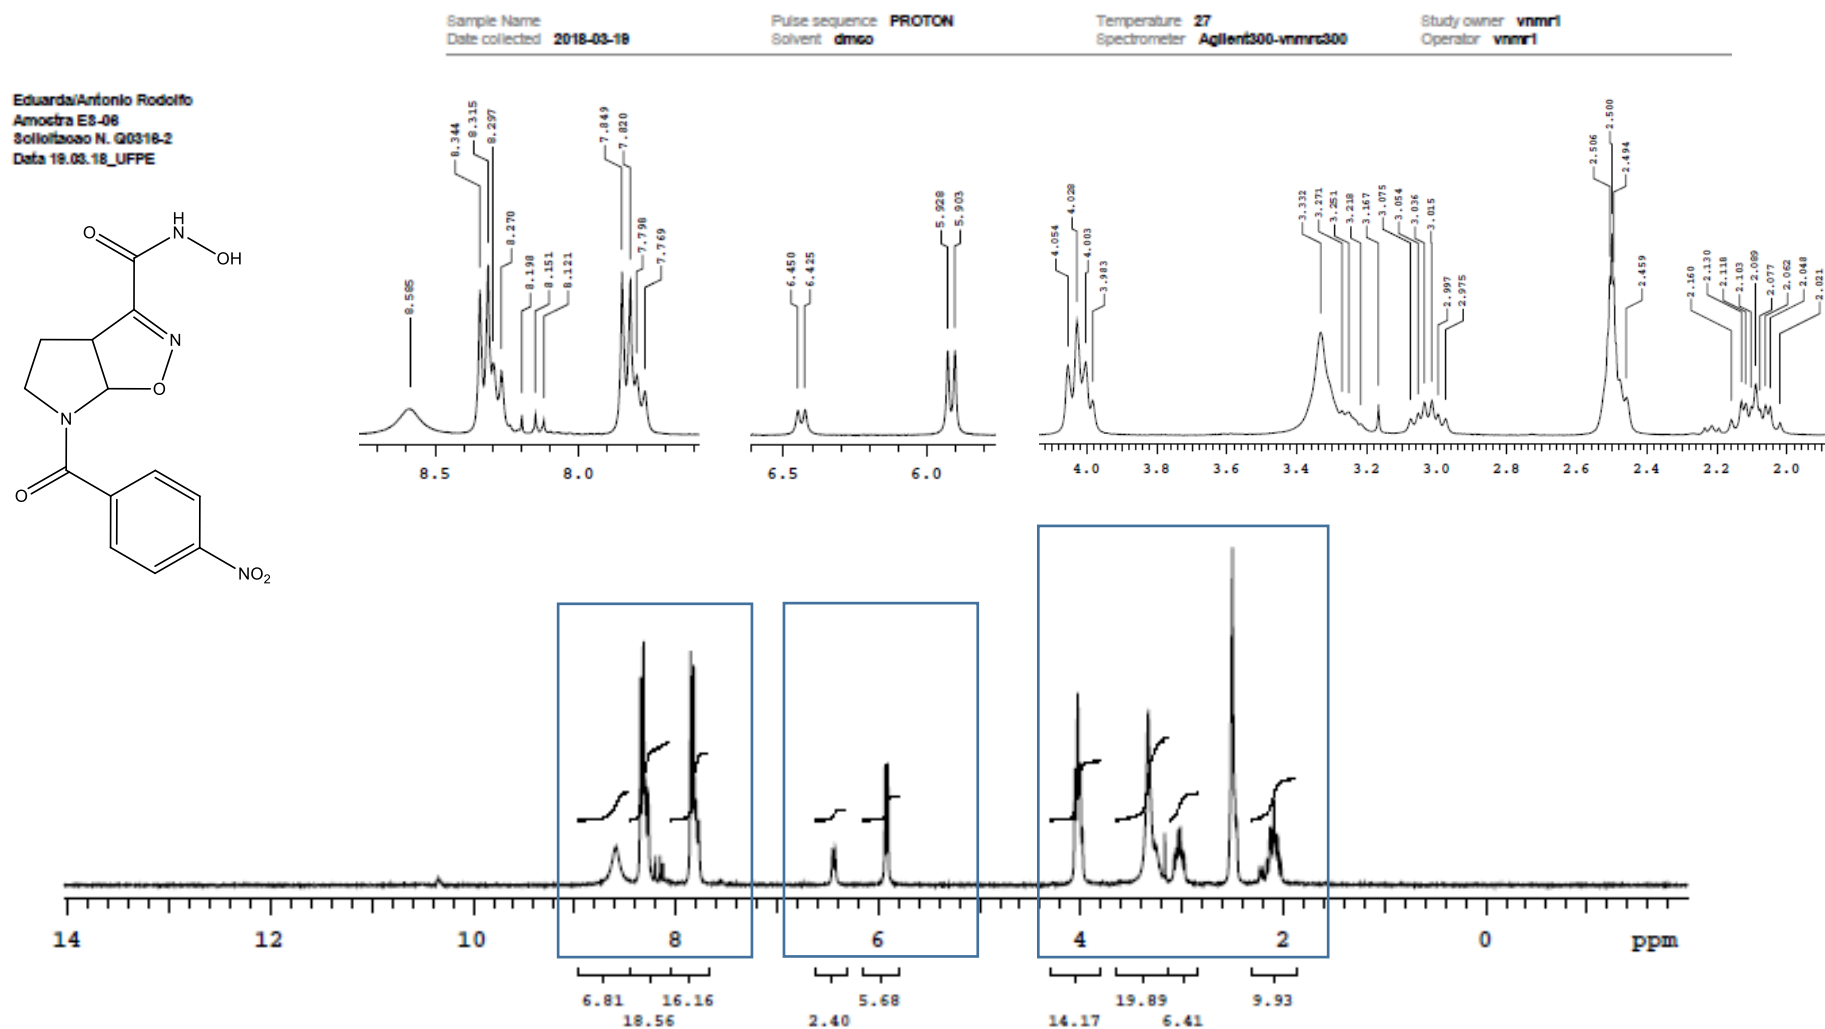 Sample Name
Date collected 2018-03-19
Pulse sequence PROTON
Solvent dmso
Temperature 27
Spectrometer Agilent300-vnmrs300
Study owner vnmr1
Operator vnmr1
Eduarda/Antonio Rodolfo
Amostra ES-06
Solicitacao N. Q0316-2
Data 19.03.18_UFPE
8.585
8.344
8.315
8.297
8.270
8.198
8.151
8.121
7.849
7.820
7.798
7.769
6.450
6.425
5.928
5.903
4.054
4.028
4.003
3.983
3.332
3.271
3.251
3.218
3.167
3.075
3.054
3.036
3.015
2.997
2.975
2.506
2.500
2.494
2.459
2.160
2.130
2.118
2.103
2.089
2.077
2.062
2.048
2.021
O
H
N
OH
N
O
N
O
NO2
8.5 8.0
6.5 6.0
4.0 3.8 3.6 3.4 3.2 3.0 2.8 2.6 2.4 2.2 2.0
14 12 10 8 6 4 2 0 ppm
6.81 16.16 5.68 19.89 9.93
18.56 2.40 14.17 6.41